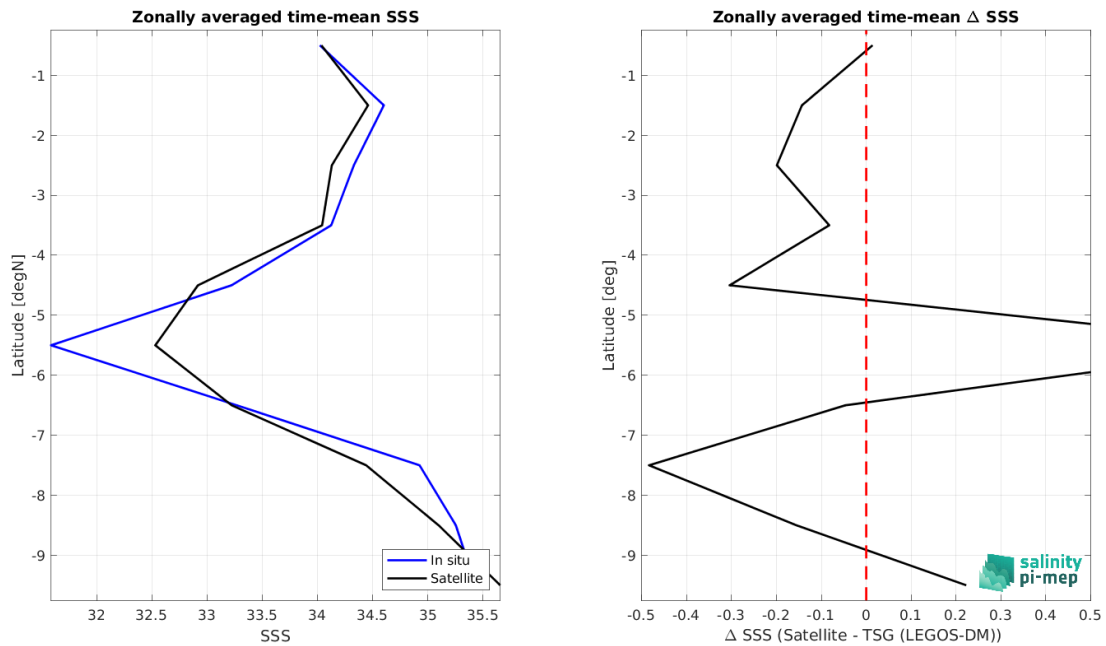 Zonally averaged time-mean SSS
Latitude [degN]
-1
-2
-3
-4
-5
-6
-7
-8
-9
In situ
Satellite
32 32.5 33 33.5 34 34.5 35 35.5
SSS
Zonally averaged time-mean Δ SSS
Latitude [deg]
-1
-2
-3
-4
-5
-6
-7
-8
-9
salinity
pi-mep
-0.5 -0.4 -0.3 -0.2 -0.1 0 0.1 0.2 0.3 0.4 0.5
Δ SSS (Satellite - TSG (LEGOS-DM))